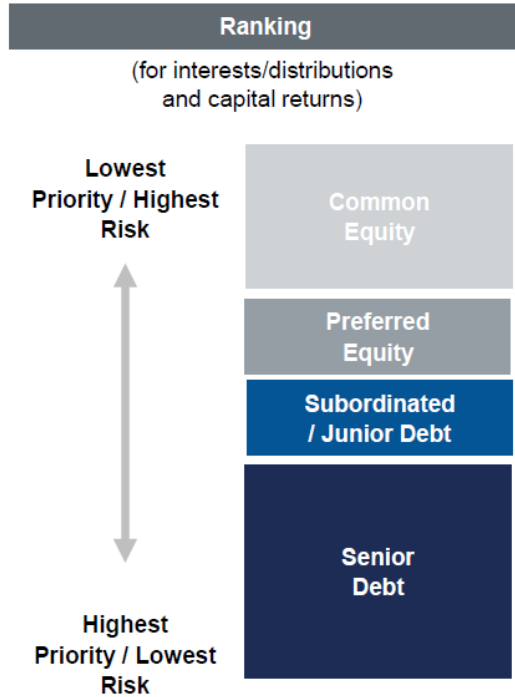 Ranking
(for interests/distributions
and capital returns)
Lowest
Priority / Highest
Risk
Common
Equity
Preferred
Equity
Subordinated
/ Junior Debt
Senior
Debt
Highest
Priority / Lowest
Risk